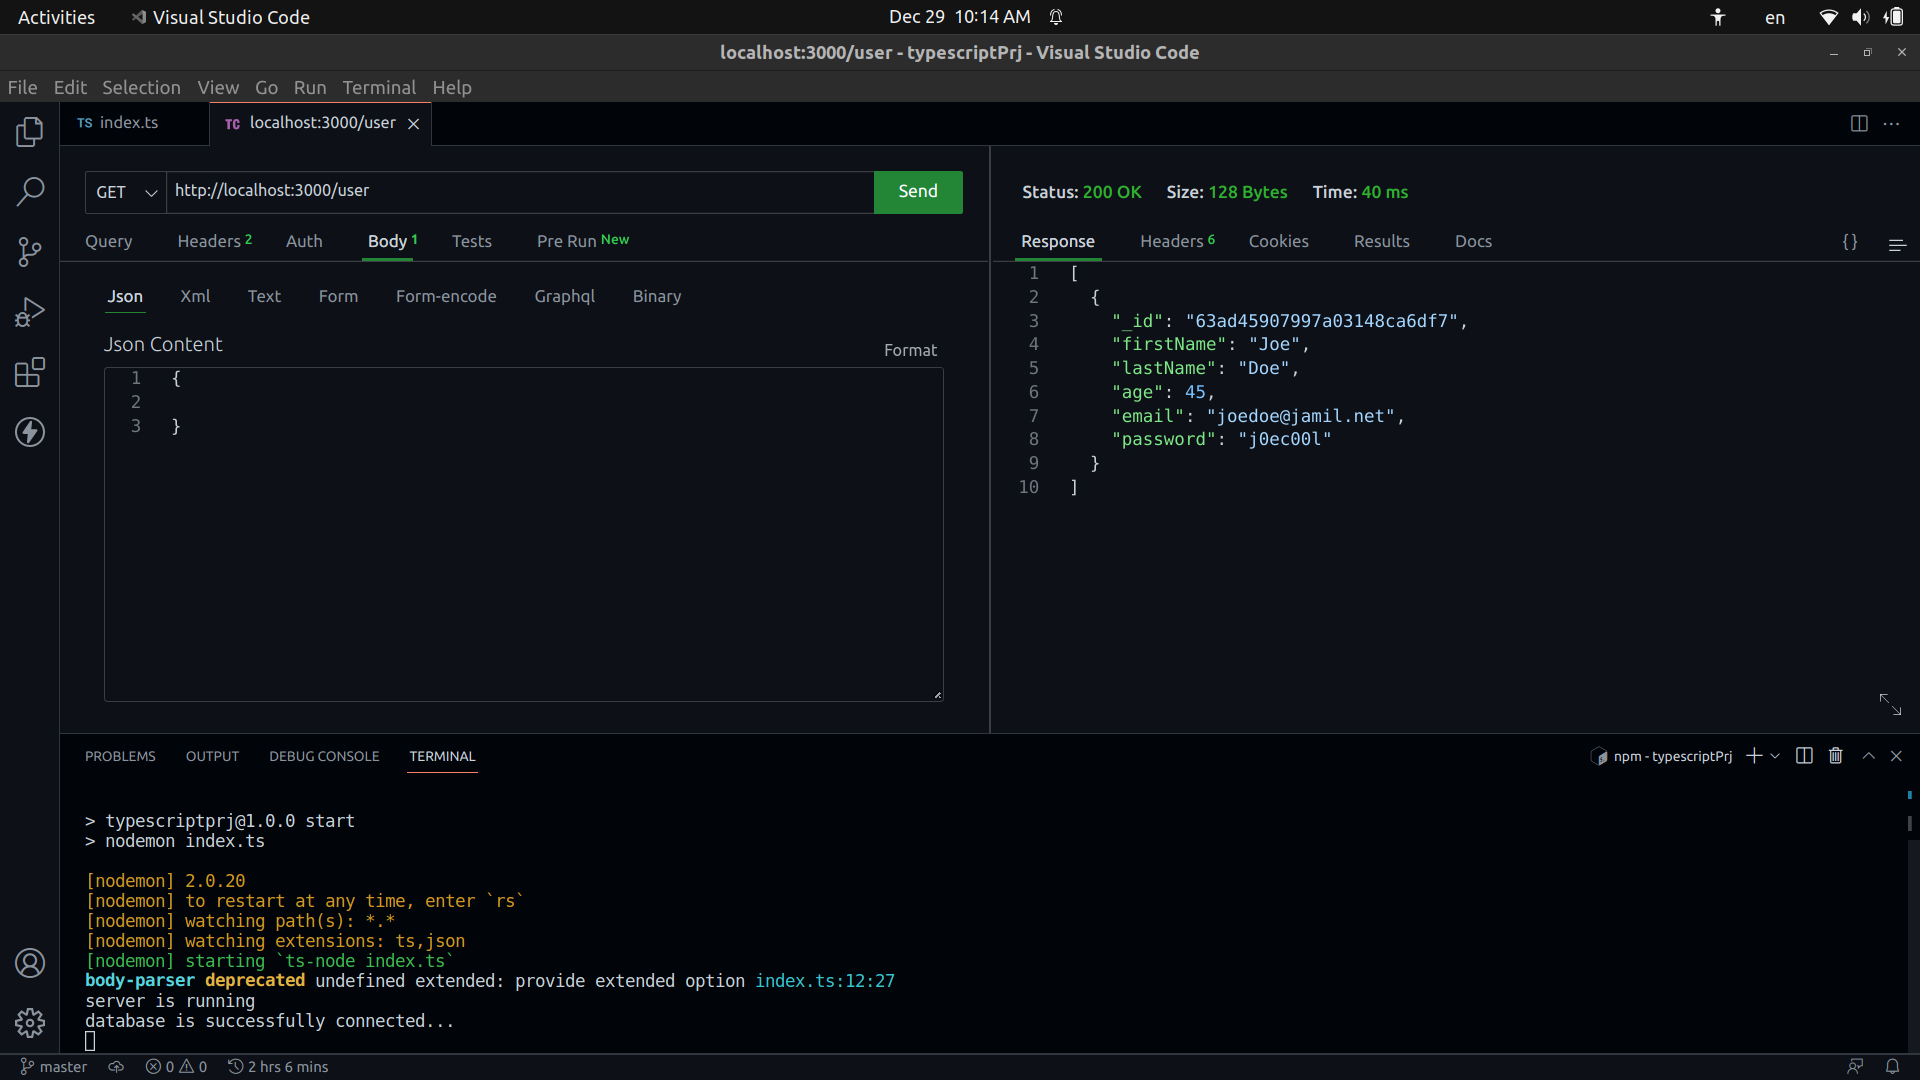 Activities
Visual Studio Code
Dec 29 10:14 AM
en
localhost:3000/user - typescriptPrj - Visual Studio Code
File Edit Selection View Go Run Terminal Help
TS index.ts
TC localhost:3000/user
GET
http://localhost:3000/user
Send
Query
Headers 2
Auth
Body 1
Tests
Pre Run New
Json
Xml
Text
Form
Form-encode
Graphql
Binary
Json Content
Format
1 {
2
3 }
Status: 200 OK Size: 128 Bytes Time: 40 ms
Response
Headers 6
Cookies
Results
Docs
{}
1 [
2 {
3 "_id": "63ad45907997a03148ca6df7",
4 "firstName": "Joe",
5 "lastName": "Doe",
6 "age": 45,
7 "email": "joedoe@jamil.net",
8 "password": "j0ec00l"
9 }
10 ]
PROBLEMS OUTPUT DEBUG CONSOLE TERMINAL
npm - typescriptPrj
> typescriptprj@1.0.0 start
> nodemon index.ts
[nodemon] 2.0.20
[nodemon] to restart at any time, enter `rs`
[nodemon] watching path(s): *.*
[nodemon] watching extensions: ts,json
[nodemon] starting `ts-node index.ts`
body-parser deprecated undefined extended: provide extended option index.ts:12:27
server is running
database is successfully connected...
master
0
0
2 hrs 6 mins